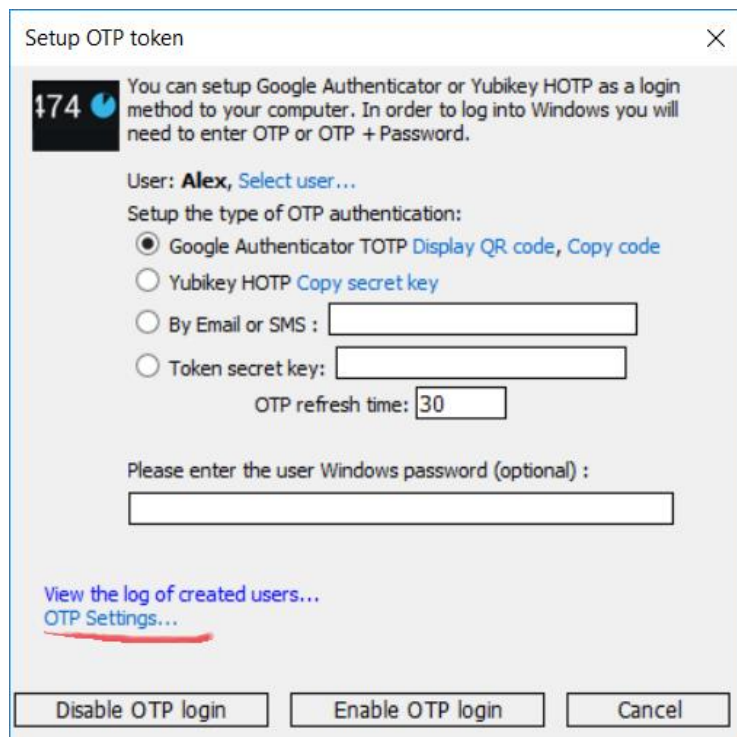 Setup OTP token
474
You can setup Google Authenticator or Yubikey HOTP as a login
method to your computer. In order to log into Windows you will
need to enter OTP or OTP + Password.
User: Alex, Select user...
Setup the type of OTP authentication:
Google Authenticator TOTP Display QR code, Copy code
Yubikey HOTP Copy secret key
By Email or SMS :
Token secret key:
OTP refresh time: 30
Please enter the user Windows password (optional) :
View the log of created users...
OTP Settings...
Disable OTP login Enable OTP login Cancel